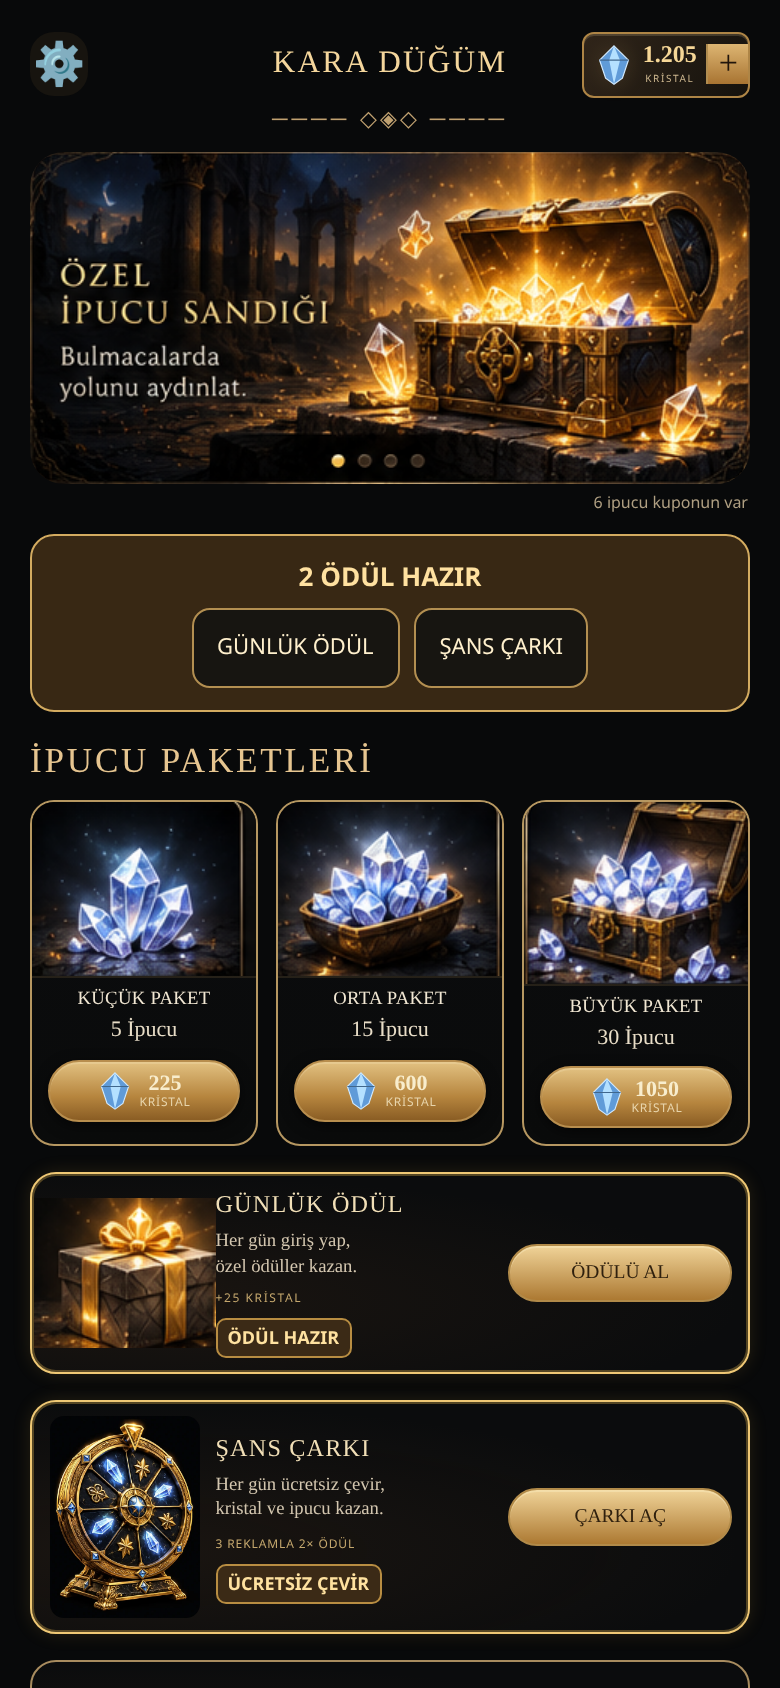 KARA DÜĞÜM
1.205
KRİSTAL
+
ÖZEL
İPUCU SANDIĞI
Bulmacalarda
yolunu aydınlat.
6 ipucu kuponun var
2 ÖDÜL HAZIR
GÜNLÜK ÖDÜL
ŞANS ÇARKI
İPUCU PAKETLERİ
KÜÇÜK PAKET
5 İpucu
225
KRİSTAL
ORTA PAKET
15 İpucu
600
KRİSTAL
BÜYÜK PAKET
30 İpucu
1050
KRİSTAL
GÜNLÜK ÖDÜL
Her gün giriş yap,
özel ödüller kazan.
+25 KRİSTAL
ÖDÜL HAZIR
ÖDÜLÜ AL
ŞANS ÇARKI
Her gün ücretsiz çevir,
kristal ve ipucu kazan.
3 REKLAMLA 2× ÖDÜL
ÜCRETSİZ ÇEVİR
ÇARKI AÇ